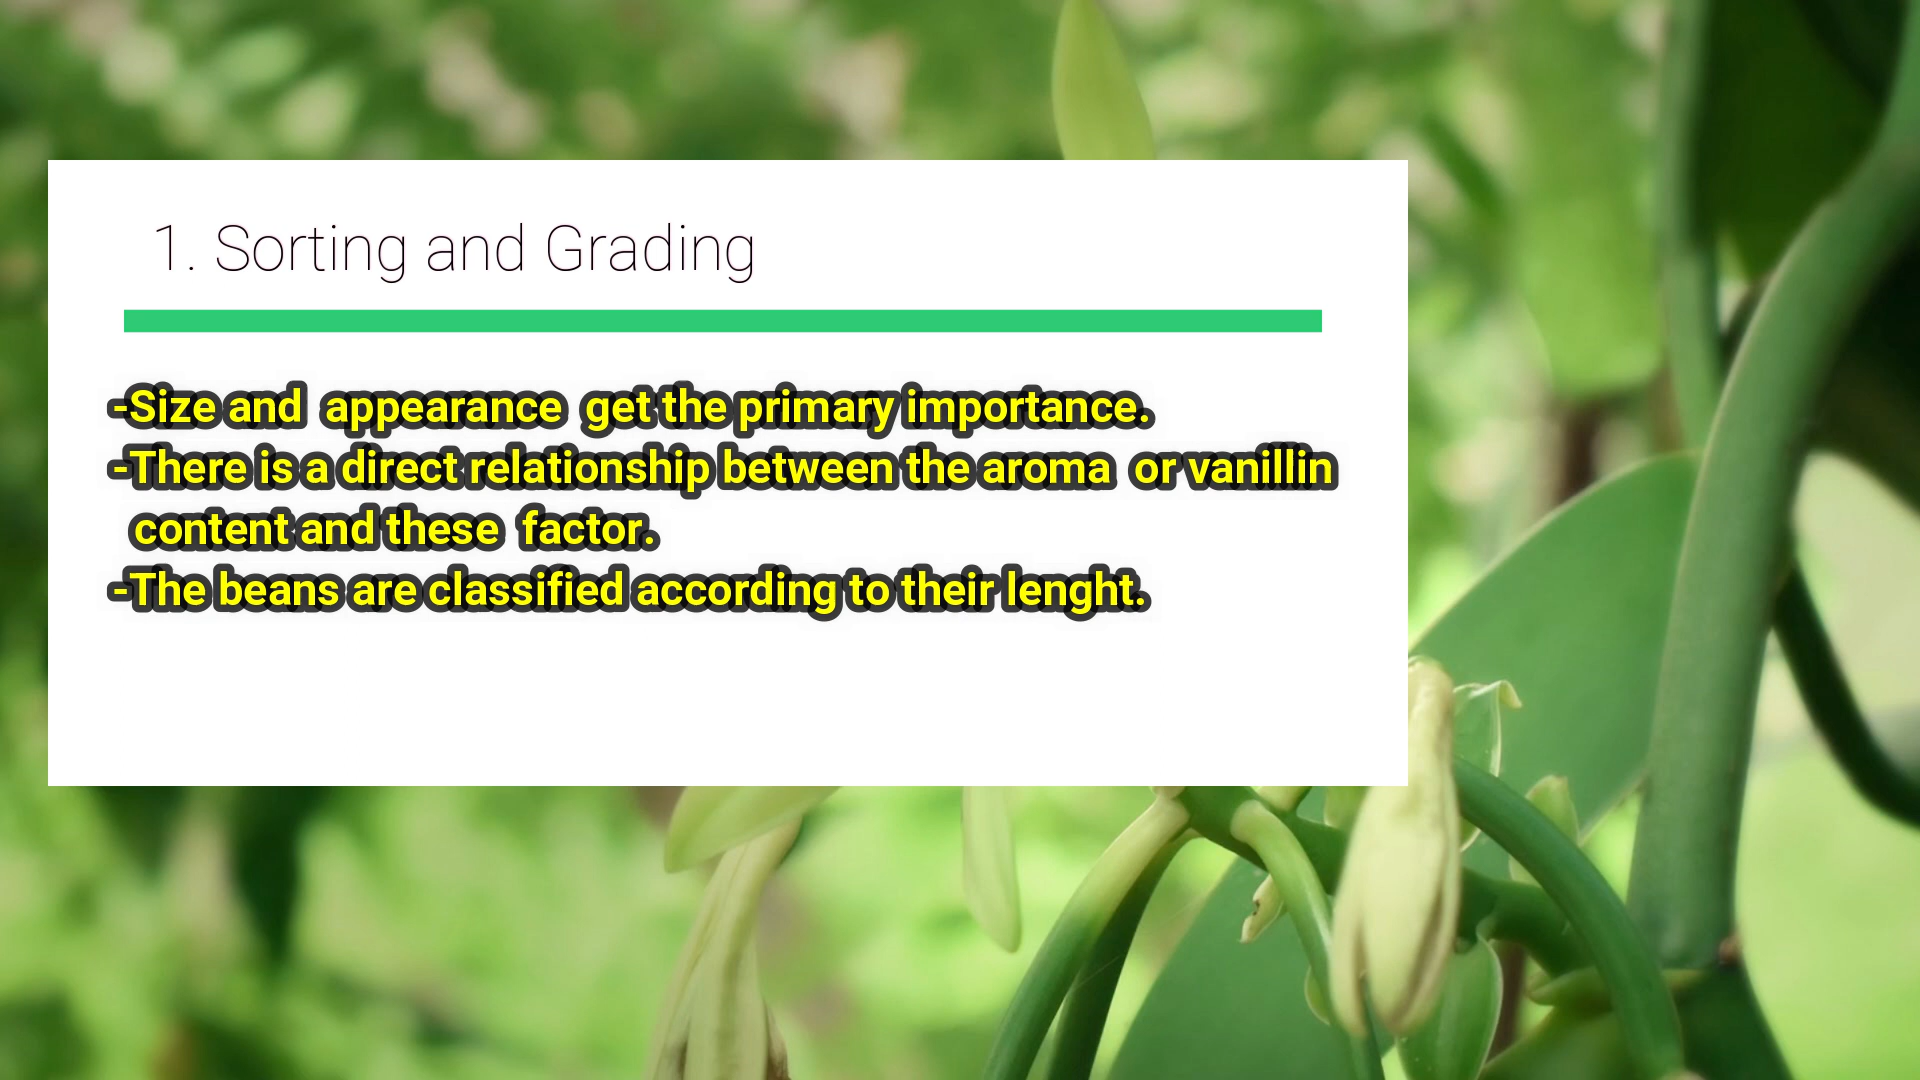 1. Sorting and Grading
-Size and appearance get the primary importance.
-There is a direct relationship between the aroma or vanillin
content and these factor.
-The beans are classified according to their lenght.